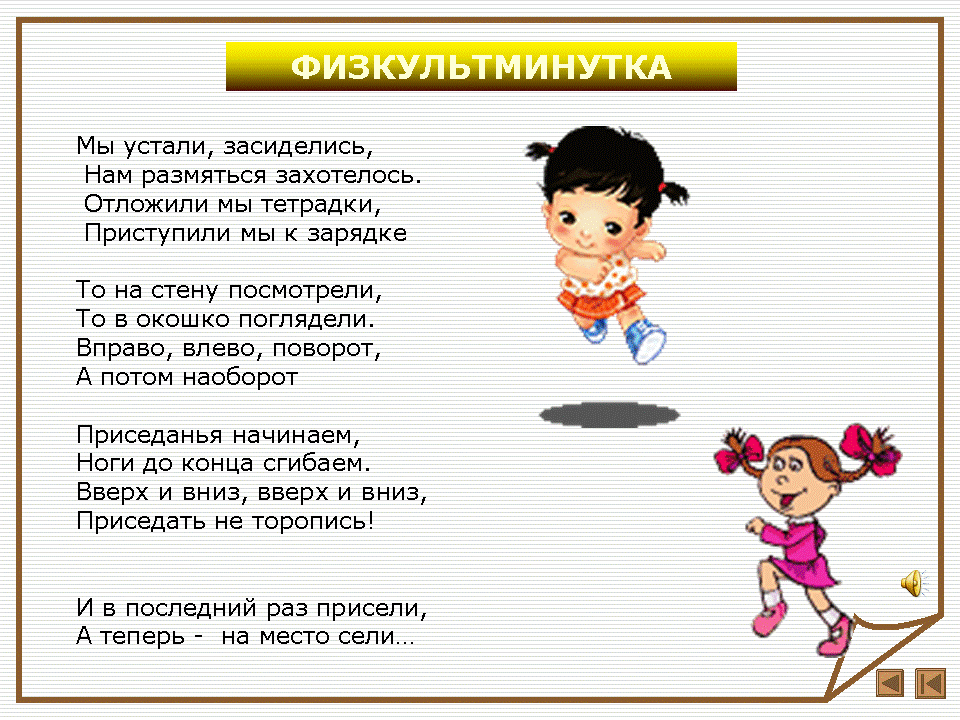 ФИЗКУЛЬТМИНУТКА
Мы устали, засиделись,
Нам размяться захотелось.
Отложили мы тетрадки,
Приступили мы к зарядке
То на стену посмотрели,
То в окошко поглядели.
Вправо, влево, поворот,
А потом наоборот
Приседанья начинаем,
Ноги до конца сгибаем.
Вверх и вниз, вверх и вниз,
Приседать не торопись!
И в последний раз присели,
А теперь -  на место сели…